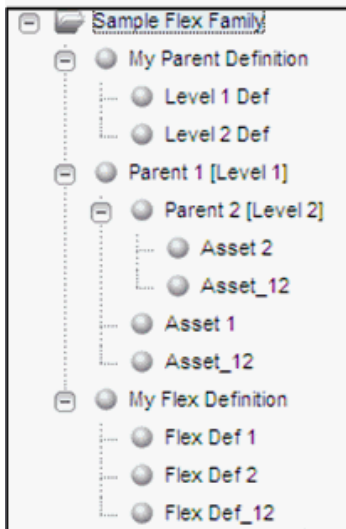 Sample Flex Family
My Parent Definition
Level 1 Def
Level 2 Def
Parent 1 [Level 1]
Parent 2 [Level 2]
Asset 2
Asset_12
Asset 1
Asset_12
My Flex Definition
Flex Def 1
Flex Def 2
Flex Def_12